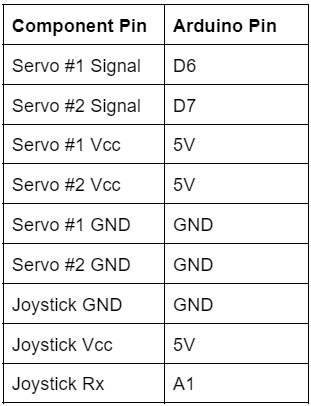 Component Pin Arduino Pin
Servo #1 Signal D6
Servo #2 Signal D7
Servo #1 Vcc 5V
Servo #2 Vcc 5V
Servo #1 GND GND
Servo #2 GND GND
Joystick GND GND
Joystick Vcc 5V
Joystick Rx A1